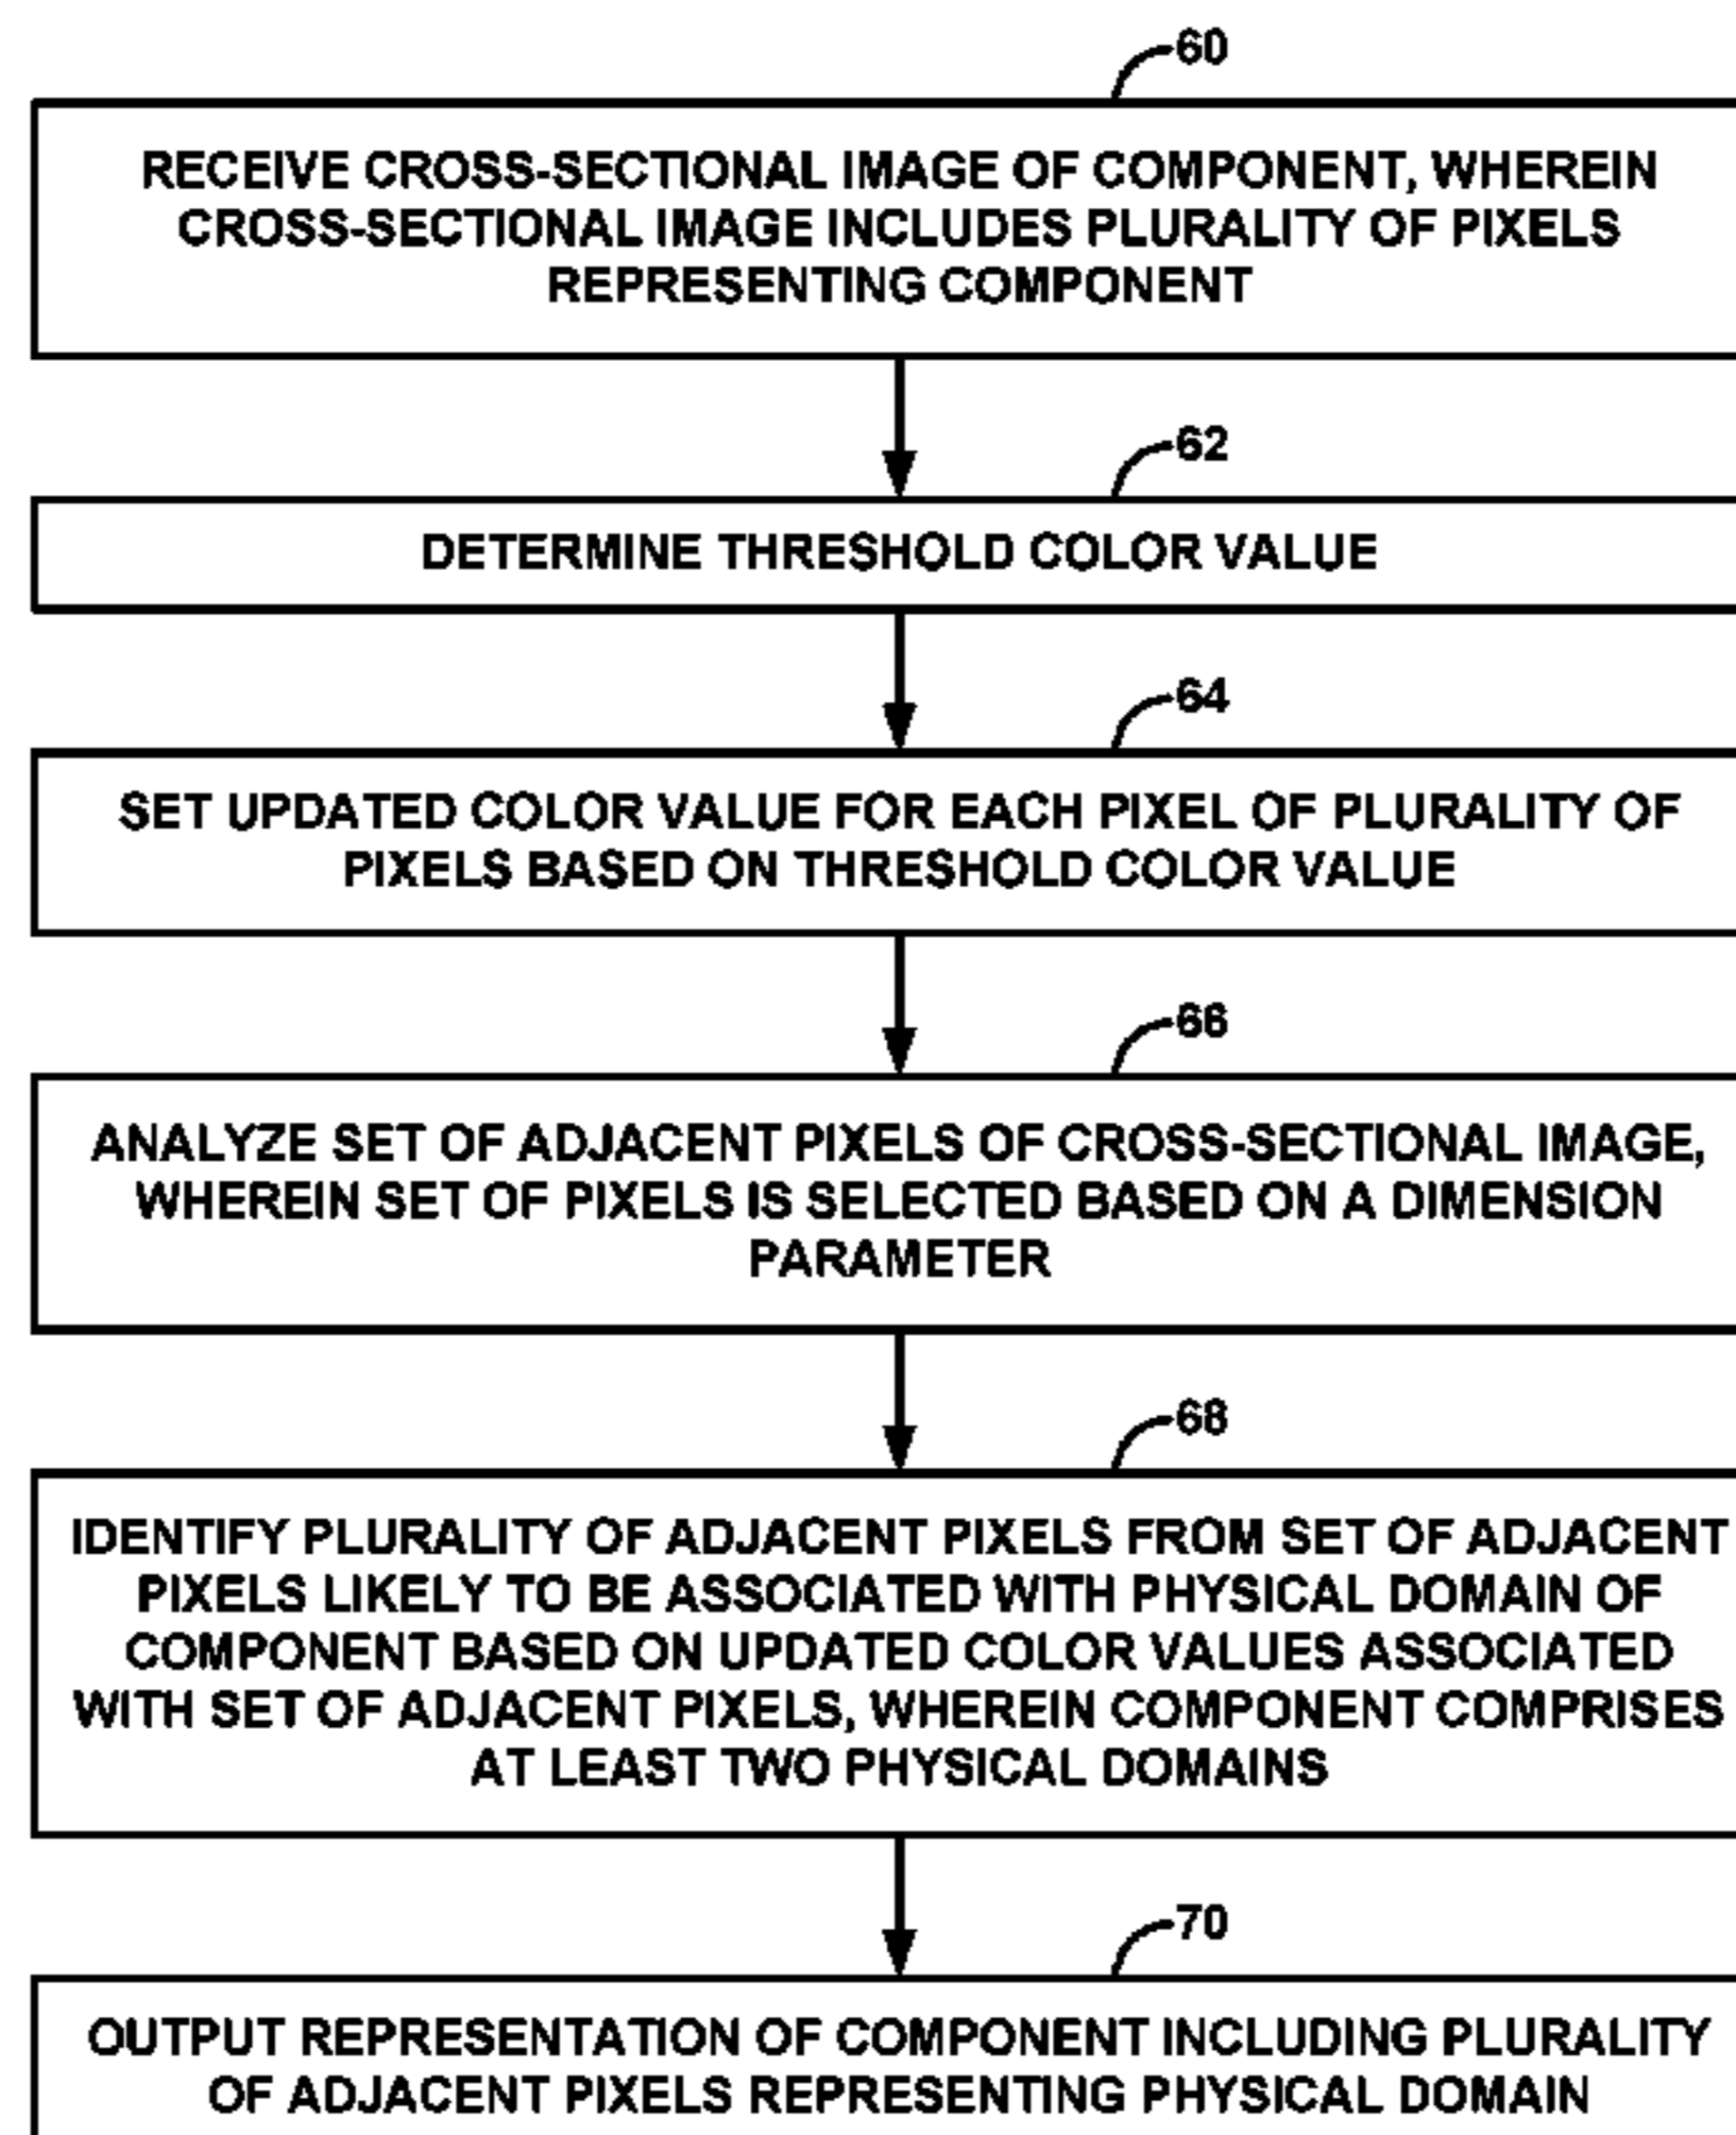 60
RECEIVE CROSS-SECTIONAL IMAGE OF COMPONENT, WHEREIN
CROSS-SECTIONAL IMAGE INCLUDES PLURALITY OF PIXELS
REPRESENTING COMPONENT
62
DETERMINE THRESHOLD COLOR VALUE
64
SET UPDATED COLOR VALUE FOR EACH PIXEL OF PLURALITY OF
PIXELS BASED ON THRESHOLD COLOR VALUE
66
ANALYZE SET OF ADJACENT PIXELS OF CROSS-SECTIONAL IMAGE,
WHEREIN SET OF PIXELS IS SELECTED BASED ON A DIMENSION
PARAMETER
68
IDENTIFY PLURALITY OF ADJACENT PIXELS FROM SET OF ADJACENT
PIXELS LIKELY TO BE ASSOCIATED WITH PHYSICAL DOMAIN OF
COMPONENT BASED ON UPDATED COLOR VALUES ASSOCIATED
WITH SET OF ADJACENT PIXELS, WHEREIN COMPONENT COMPRISES
AT LEAST TWO PHYSICAL DOMAINS
70
OUTPUT REPRESENTATION OF COMPONENT INCLUDING PLURALITY
OF ADJACENT PIXELS REPRESENTING PHYSICAL DOMAIN